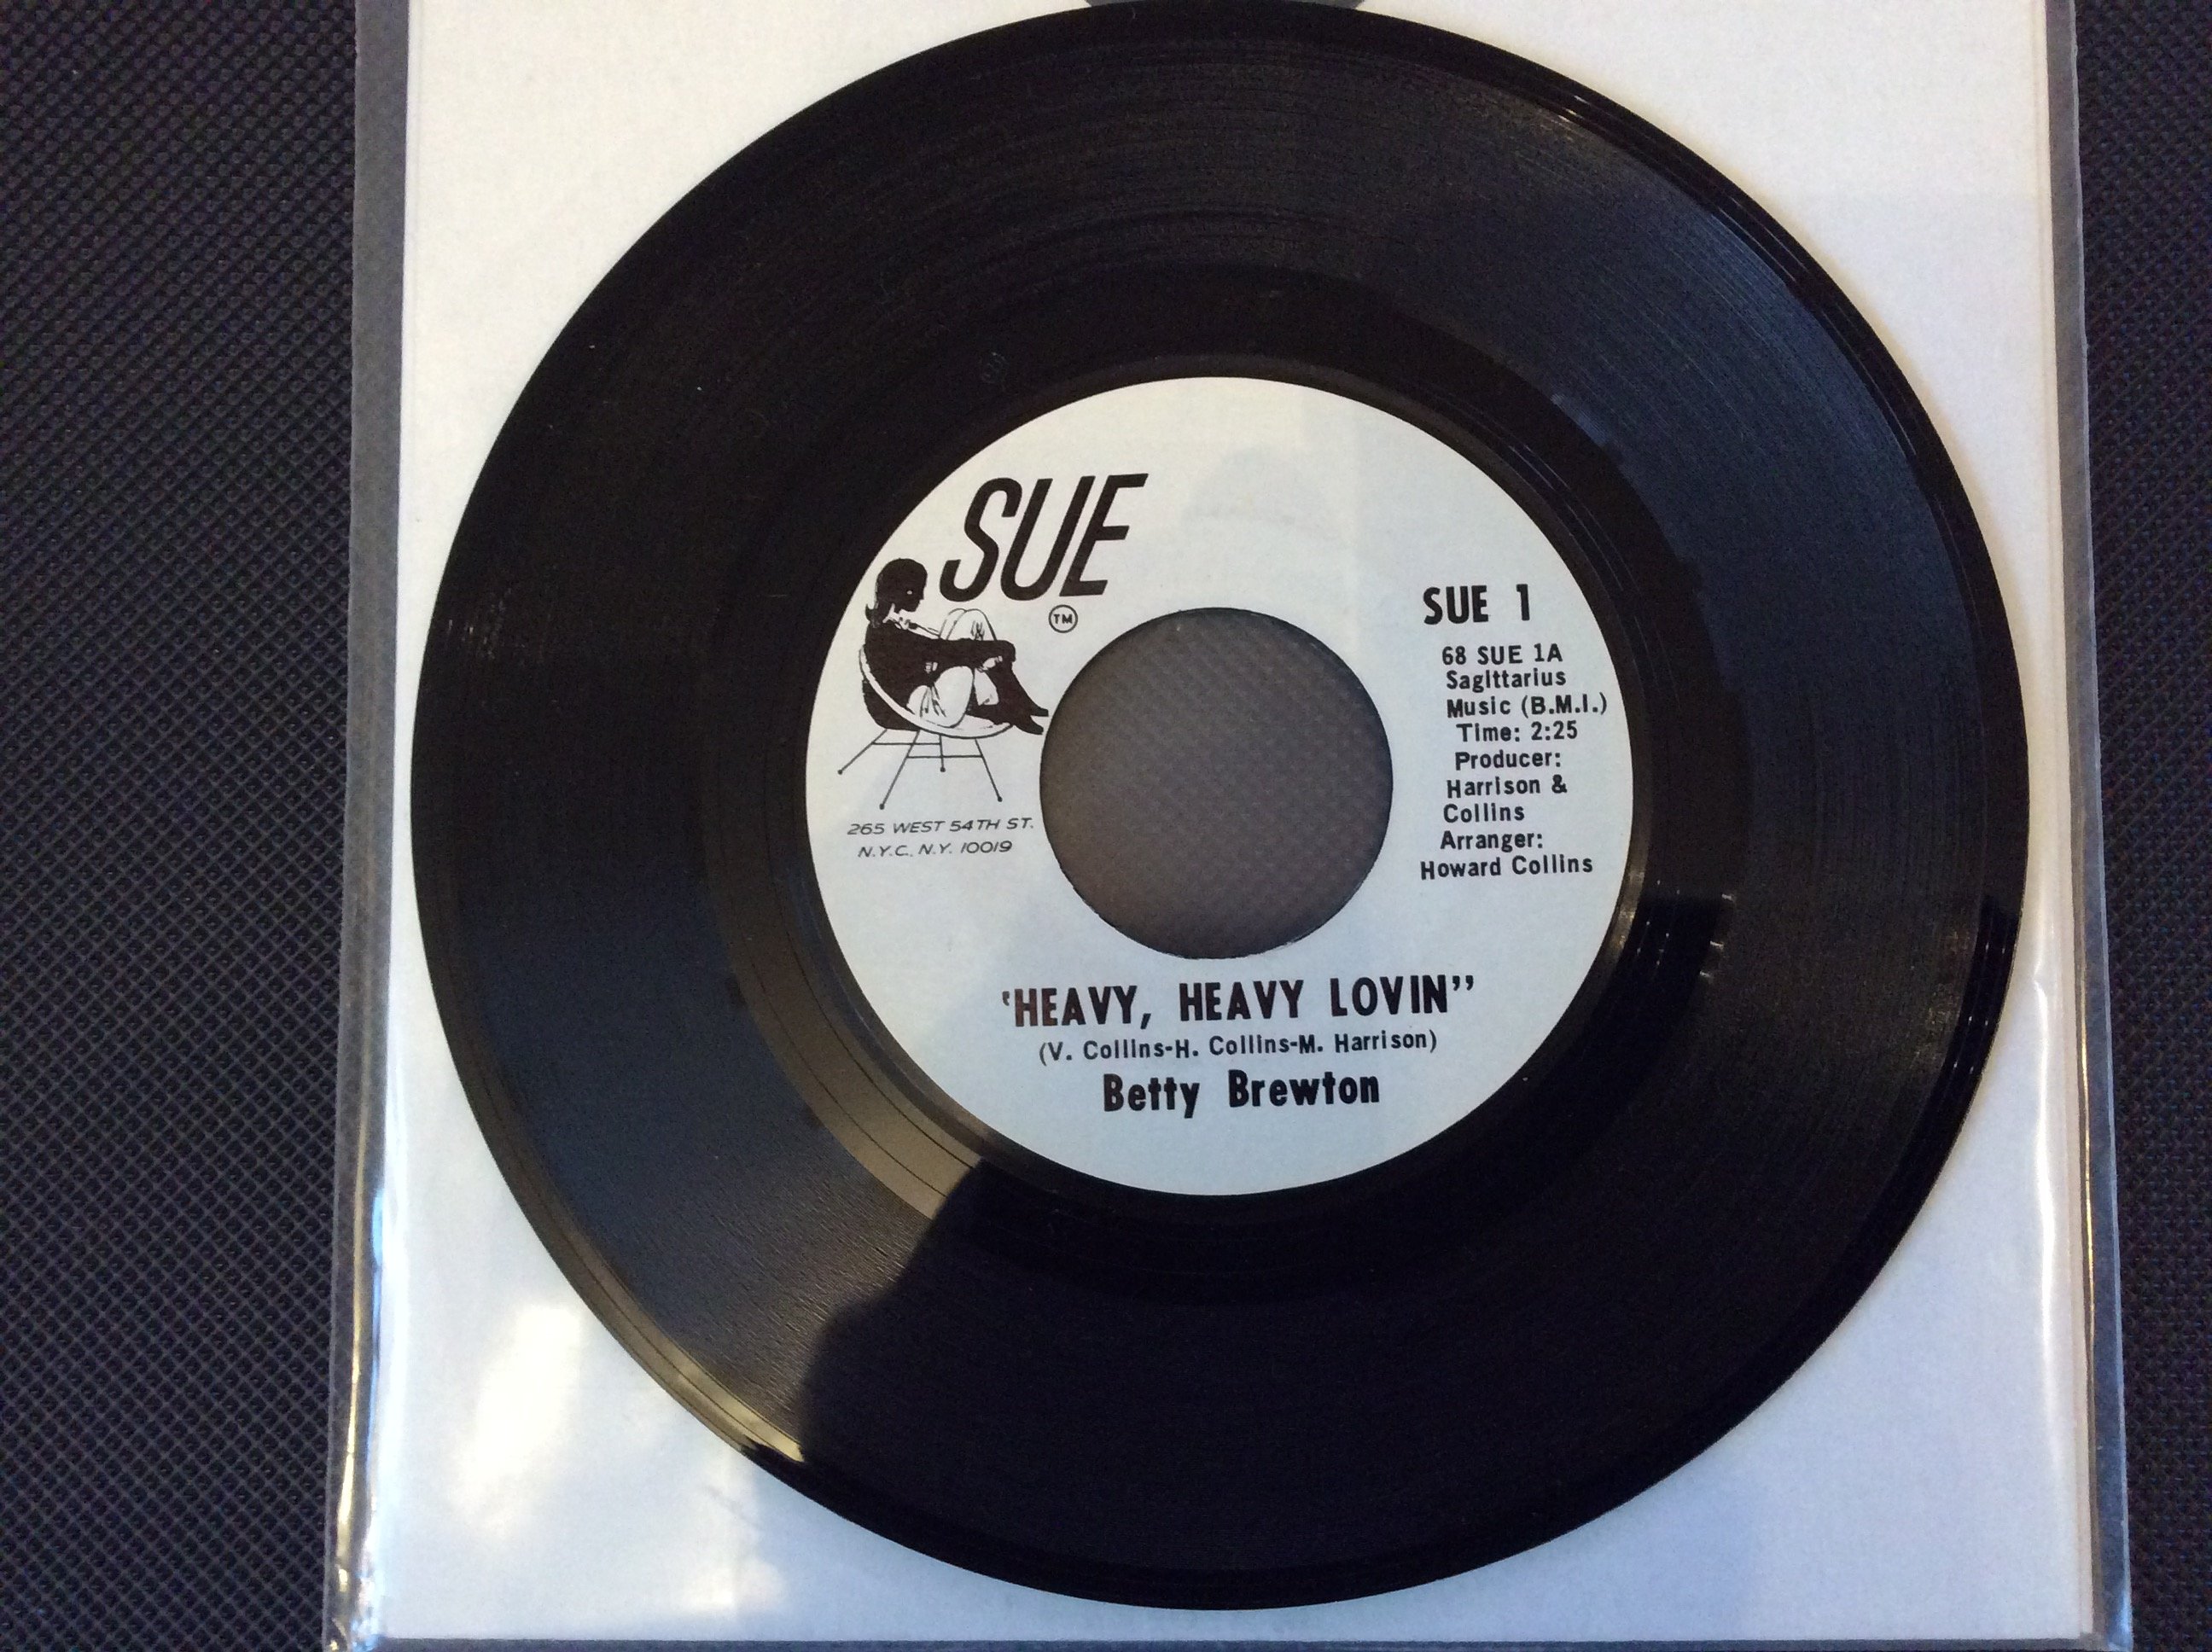 SUE
TM
265 WEST 54TH ST.
N.Y.C. N.Y. 10019
SUE 1
68 SUE 1A
Sagittarius
Music (B.M.I.)
Time: 2:25
Producer:
Harrison &
Collins
Arranger:
Howard Collins
‘HEAVY, HEAVY LOVIN”
(V. Collins-H. Collins-M. Harrison)
Betty Brewton